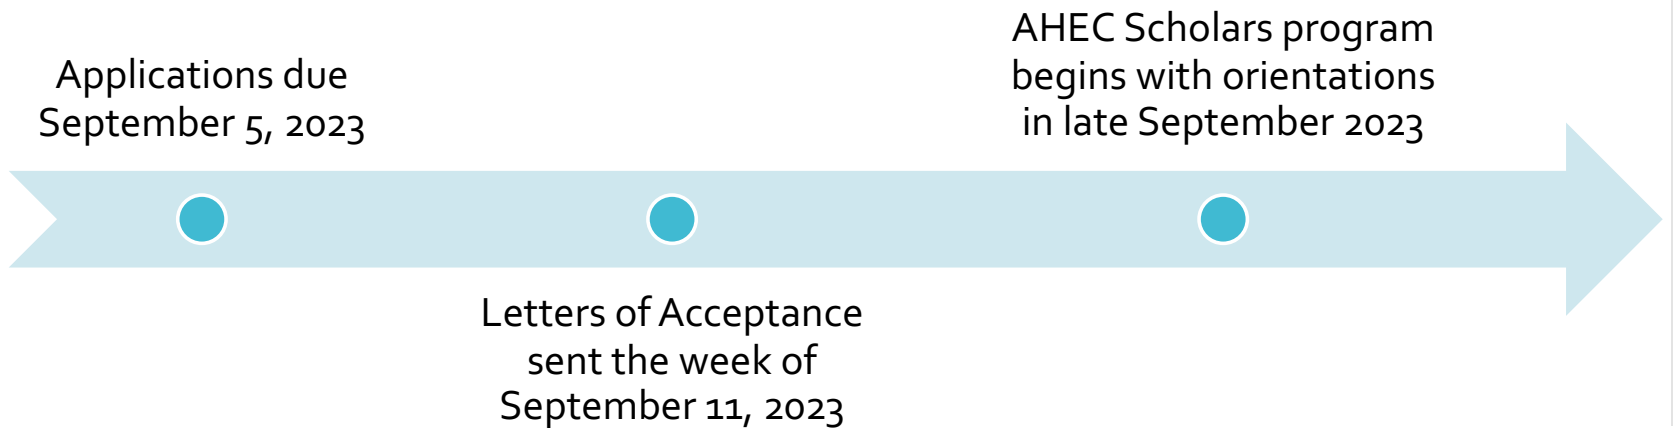 Applications due
September 5, 2023
Letters of Acceptance
sent the week of
September 11, 2023
AHEC Scholars program
begins with orientations
in late September 2023